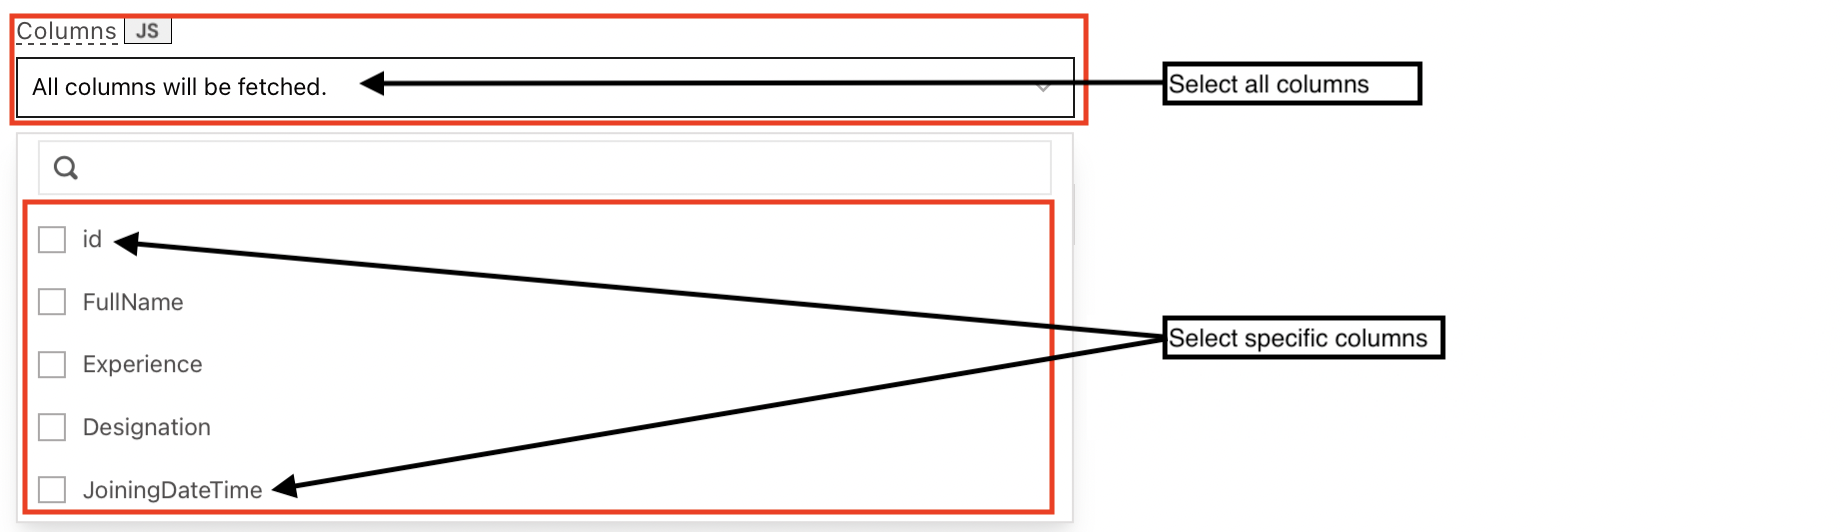 Columns JS
All columns will be fetched.
Select all columns
id
FullName
Select specific columns
Experience
Designation
JoiningDateTime